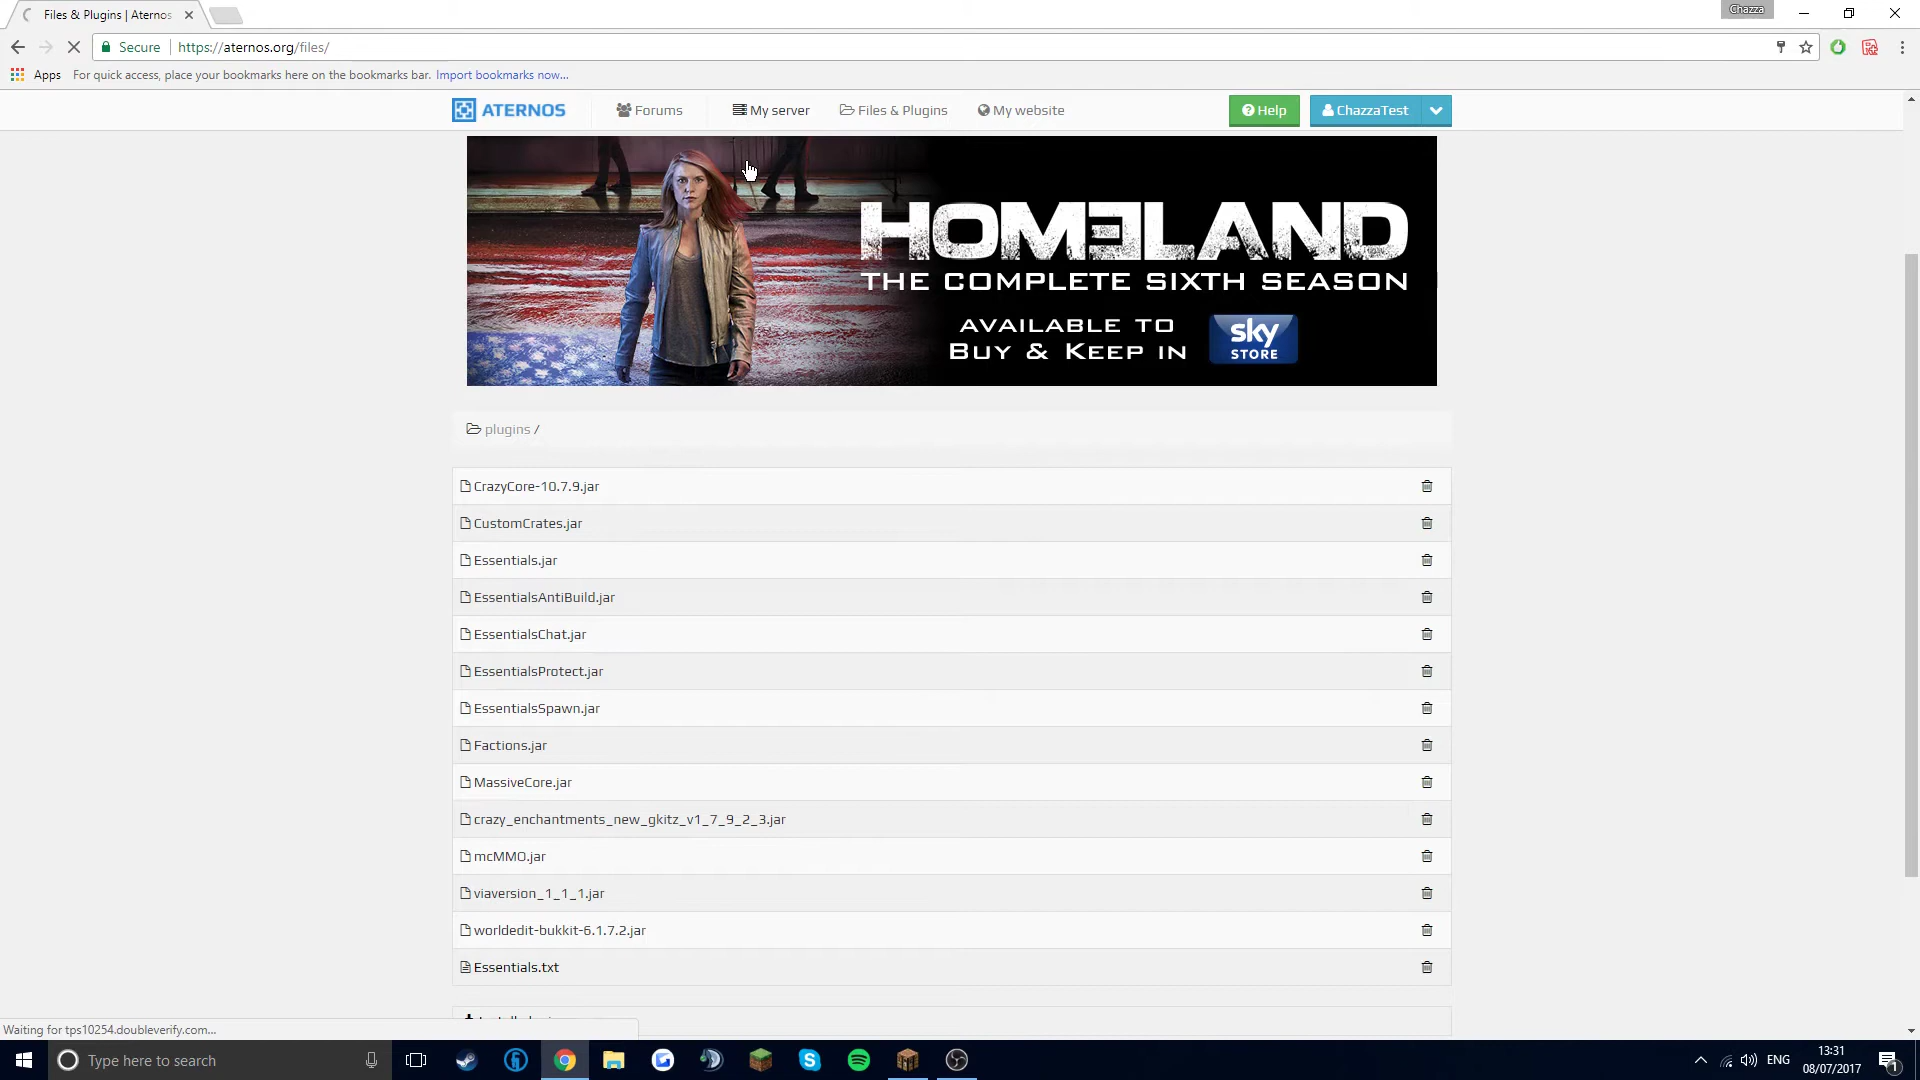 Files & Plugins | Aternos
Chazza
Secure
https://aternos.org/files/
Apps
For quick access, place your bookmarks here on the bookmarks bar. Import bookmarks now...
ATERNOS
Forums
My server
Files & Plugins
My website
Help
ChazzaTest
HOMELAND
THE COMPLETE SIXTH SEASON
AVAILABLE TO
BUY & KEEP IN
sky
STORE
plugins /
CrazyCore-10.7.9.jar
CustomCrates.jar
Essentials.jar
EssentialsAntiBuild.jar
EssentialsChat.jar
EssentialsProtect.jar
EssentialsSpawn.jar
Factions.jar
MassiveCore.jar
crazy_enchantments_new_gkitz_v1_7_9_2_3.jar
mcMMO.jar
viaversion_1_1_1.jar
worldedit-bukkit-6.1.7.2.jar
Essentials.txt
Waiting for tps10254.doubleverify.com...
Type here to search
ENG
13:31
08/07/2017
1